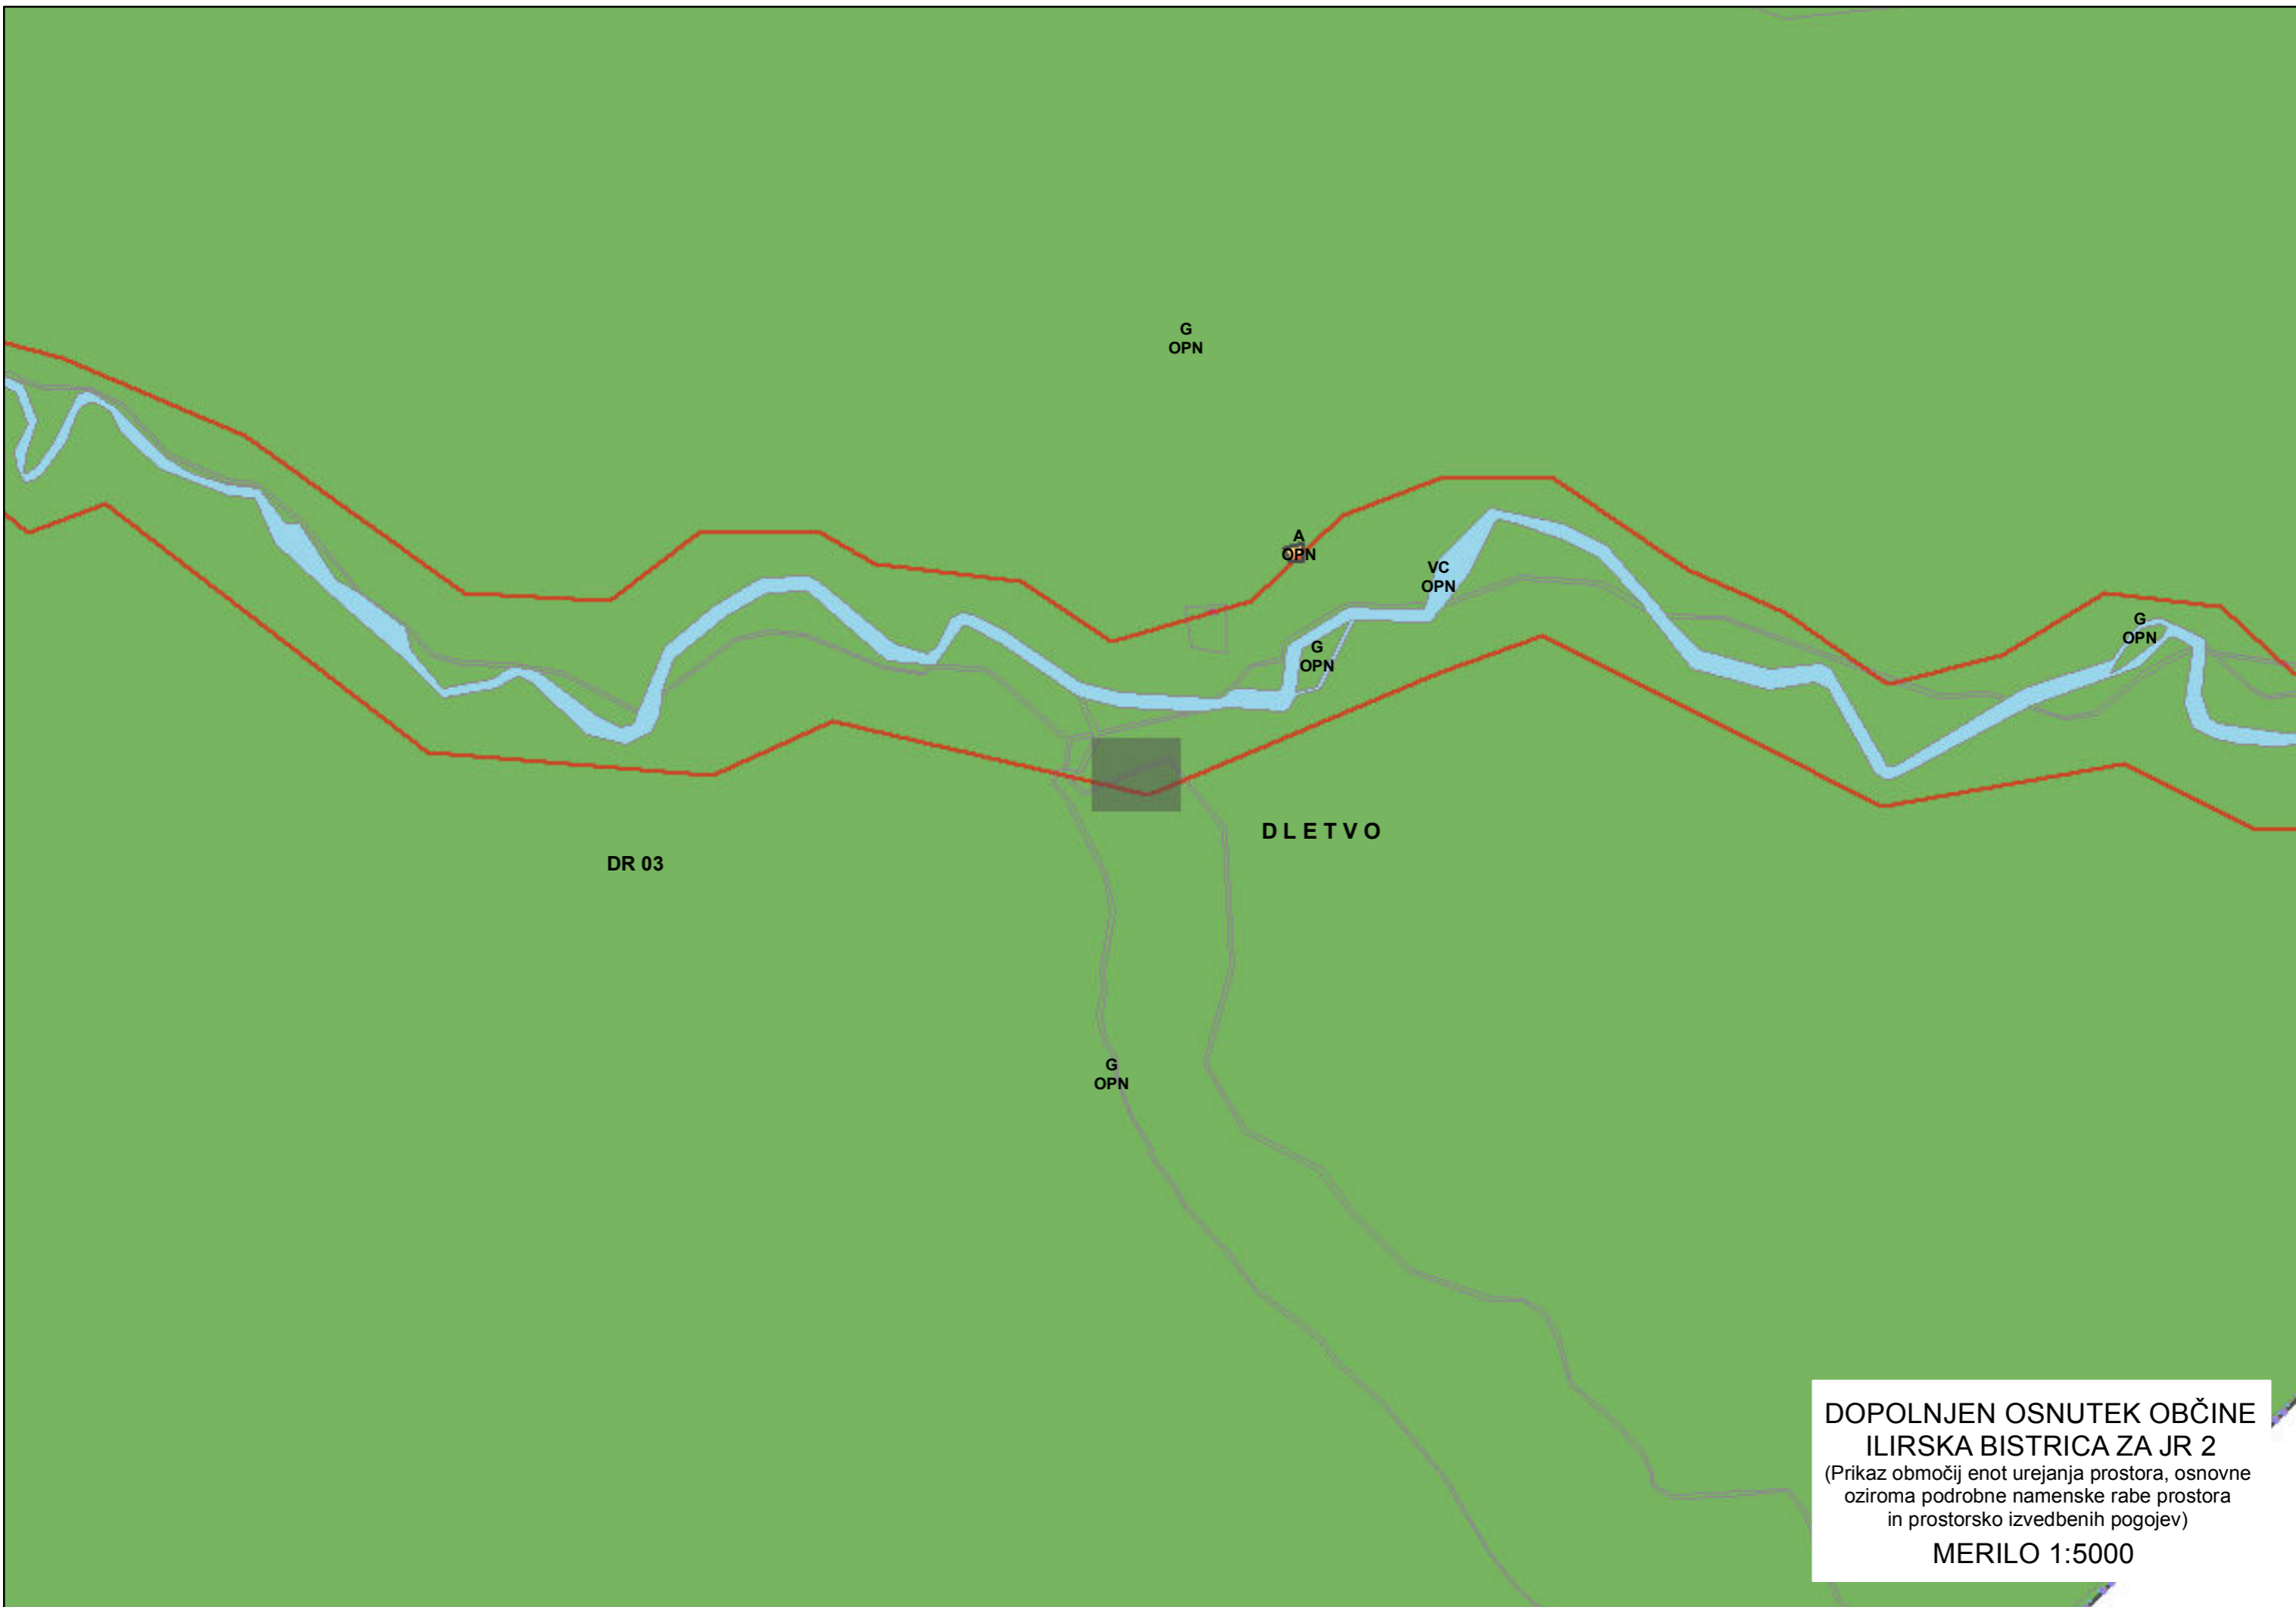 G
OPN
A
OPN
VC
OPN
G
OPN
G
OPN
DLETVO
DR 03
G
OPN
DOPOLNJEN OSNUTEK OBČINE
ILIRSKA BISTRICA ZA JR 2
(Prikaz območij enot urejanja prostora, osnovne
oziroma podrobne namenske rabe prostora
in prostorsko izvedbenih pogojev)
MERILO 1:5000